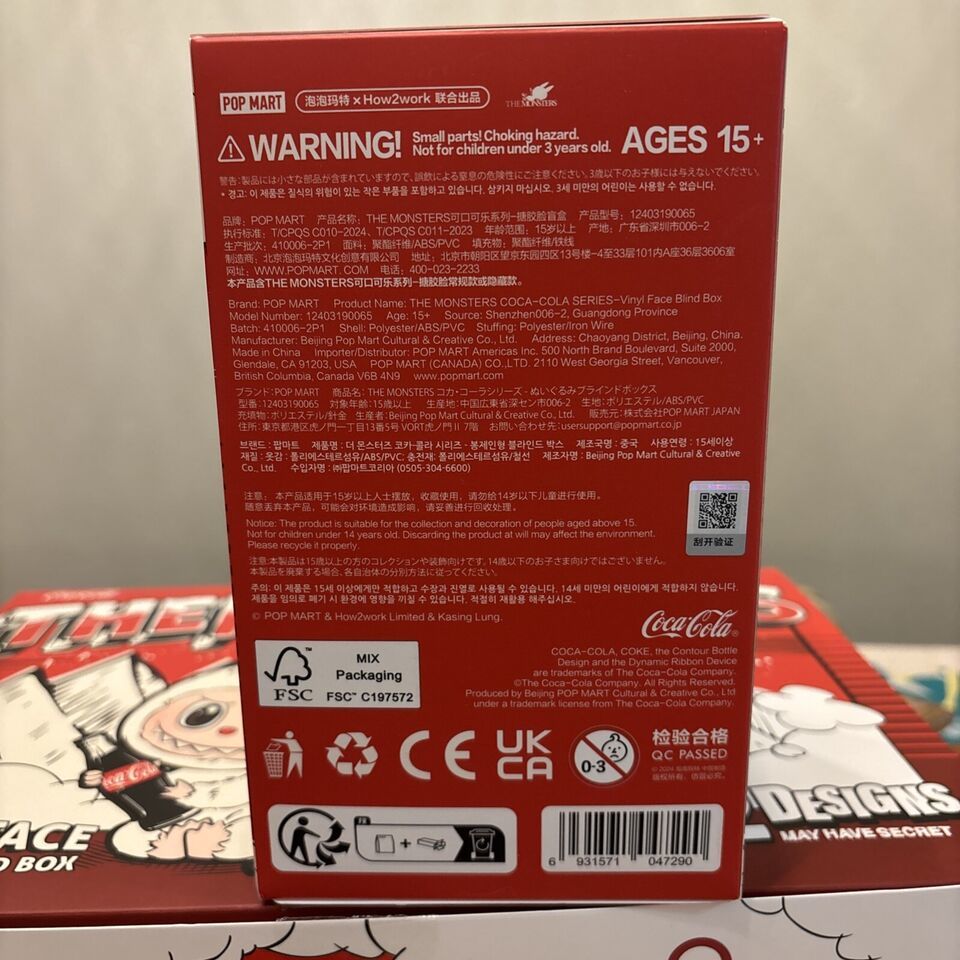 POP MART
泡泡玛特 × How2work 联合出品
THE MONSTERS
WARNING!
Small parts! Choking hazard.
Not for children under 3 years old.
AGES 15+
警告:製品には小さな部品が含まれていますので、誤飲による窒息の危険性にご注意ください。3歳以下のお子様には与えないでください。
• 경고: 이 제품은 질식의 위험이 있는 작은 부품을 포함하고 있습니다. 삼키지 마십시오. 3세 미만의 어린이는 사용할 수 없습니다.
品牌：POP MART 产品名称：THE MONSTERS可口可乐系列-搪胶脸盲盒 产品型号：12403190065
执行标准：T/CPQS C010-2024、T/CPQS C011-2023 年龄范围：15岁以上 产地：广东省深圳市006-2
生产批次：410006-2P1 面料：聚酯纤维/ABS/PVC 填充物：聚酯纤维/铁线
制造商：北京泡泡玛特文化创意有限公司 地址：北京市朝阳区望京东园四区13号楼-4至33层101内A座36层3606室
网址：WWW.POPMART.COM 电话：400-023-2233
本产品含THE MONSTERS可口可乐系列-搪胶脸常规款或隐藏款。
Brand: POP MART Product Name: THE MONSTERS COCA-COLA SERIES-Vinyl Face Blind Box
Model Number: 12403190065 Age: 15+ Source: Shenzhen006-2, Guangdong Province
Batch: 410006-2P1 Shell: Polyester/ABS/PVC Stuffing: Polyester/Iron Wire
Manufacturer: Beijing Pop Mart Cultural & Creative Co., Ltd. Address: Chaoyang District, Beijing, China.
Made in China Importer/Distributor: POP MART Americas Inc. 500 North Brand Boulevard, Suite 2000,
Glendale, CA 91203, USA POP MART (CANADA) CO.,LTD. 2110 West Georgia Street, Vancouver,
British Columbia, Canada V6B 4N9 www.popmart.com
ブランド:POP MART 商品名：THE MONSTERS コカ・コーラシリーズ - ぬいぐるみブラインドボックス
型番：12403190065 対象年齢:15歳以上 生産地：中国広東省深セン市006-2 生地：ポリエステル/ABS/PVC
充填物：ポリエステル/針金 生産者：Beijing Pop Mart Cultural & Creative Co., Ltd. 販売元：株式会社POP MART JAPAN
住所：東京都港区虎ノ門一丁目13番5号 VORT虎ノ門Ⅱ 7階 お問い合わせ先：usersupport@popmart.co.jp
브랜드 : 팝마트 제품명 : 더 몬스터즈 코카-콜라 시리즈 - 봉제인형 블라인드 박스 제조국명 : 중국 사용연령 : 15세이상
재질 : 옷감 : 폴리에스테르섬유/ABS/PVC; 충전재: 폴리에스테르섬유/철선 제조자명 : Beijing Pop Mart Cultural & Creative
Co., Ltd. 수입자명 : ㈜팝마트코리아 (0505-304-6600)
注意：本产品适用于15岁以上人士摆放，收藏使用，请勿给14岁以下儿童进行使用。
随意丢弃本产品，可能会对环境造成影响，请妥善进行回收处理。
Notice: The product is suitable for the collection and decoration of people aged above 15.
Not for children under 14 years old. Discarding the product at will may affect the environment.
Please recycle it properly.
注意:本製品は15歳以上の方のコレクションや装飾向けです。14歳以下のお子さま向けではございません。
本製品を廃棄する場合、各自治体の分別方法に従ってください。
주의: 이 제품은 15세 이상에게만 적합하고 수장과 진열로 사용될 수 있습니다. 14세 미만의 어린이에게 적합하지 않습니다.
제품을 임의로 폐기 시 환경에 영향을 끼칠 수 있습니다. 적절히 재활용 해주십시오.
刮开验证
© POP MART & How2work Limited & Kasing Lung.
Coca-Cola®
COCA-COLA, COKE, the Contour Bottle
Design and the Dynamic Ribbon Device
are trademarks of The Coca-Cola Company.
©The Coca-Cola Company. All Rights Reserved.
Produced by Beijing POP MART Cultural & Creative Co., Ltd
under a trademark license from The Coca-Cola Company.
FSC™
MIX
Packaging
FSC™ C197572
CE
UK
CA
0-3
检验合格
QC PASSED
6 931571 047290
THE
Coca-Cola
FACE
BOX
DESIGNS
MAY HAVE SECRET